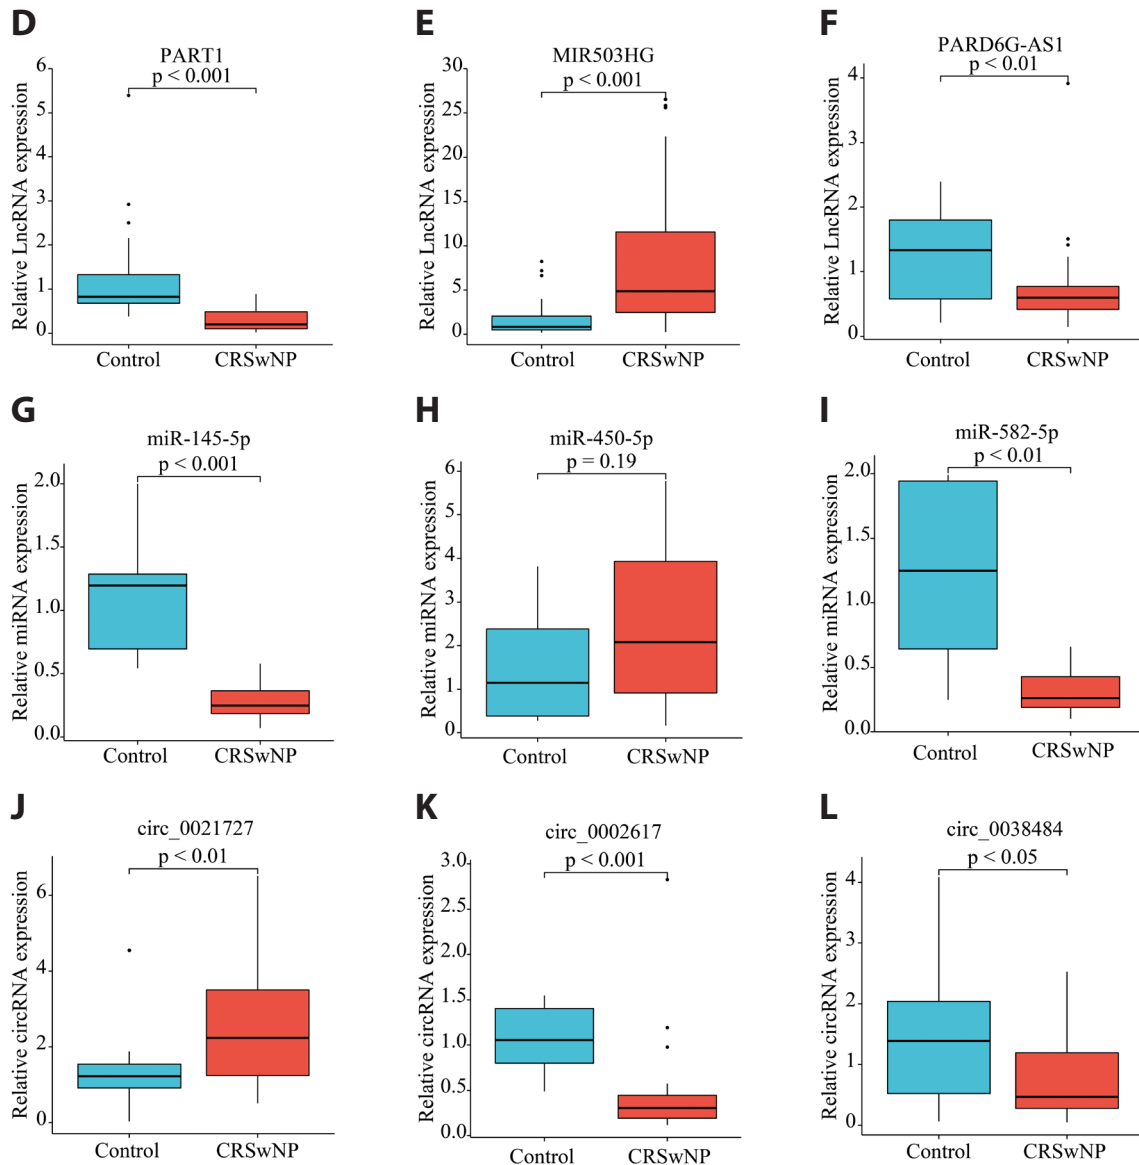 D
PART1
p < 0.001
Relative LncRNA expression
6
5
4
3
2
1
0
Control
CRSwNP
E
MIR503HG
p < 0.001
Relative LncRNA expression
30
25
20
15
10
5
0
Control
CRSwNP
F
PARD6G-AS1
p < 0.01
Relative LncRNA expression
4
3
2
1
0
Control
CRSwNP
G
miR-145-5p
p < 0.001
Relative miRNA expression
2.0
1.5
1.0
0.5
0.0
Control
CRSwNP
H
miR-450-5p
p = 0.19
Relative miRNA expression
6
5
4
3
2
1
0
Control
CRSwNP
I
miR-582-5p
p < 0.01
Relative miRNA expression
2.0
1.5
1.0
0.5
0.0
Control
CRSwNP
J
circ_0021727
p < 0.01
Relative circRNA expression
6
4
2
0
Control
CRSwNP
K
circ_0002617
p < 0.001
Relative circRNA expression
3.0
2.5
2.0
1.5
1.0
0.5
0.0
Control
CRSwNP
L
circ_0038484
p < 0.05
Relative circRNA expression
4
3
2
1
0
Control
CRSwNP